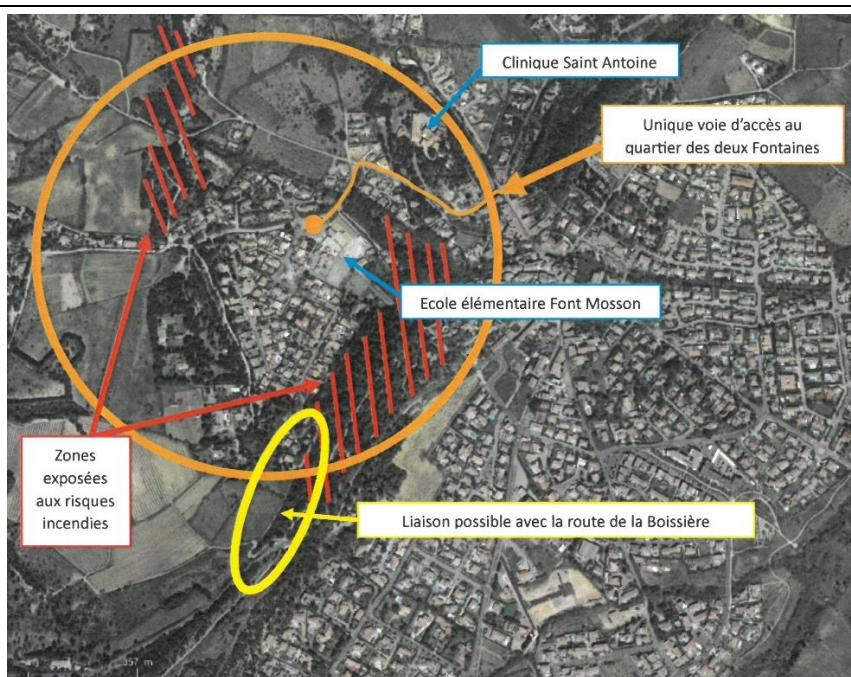 Clinique Saint Antoine
Unique voie d’accès au
quartier des deux Fontaines
Ecole élémentaire Font Mosson
Zones
exposées
aux risques
incendies
Liaison possible avec la route de la Boissière
357 m